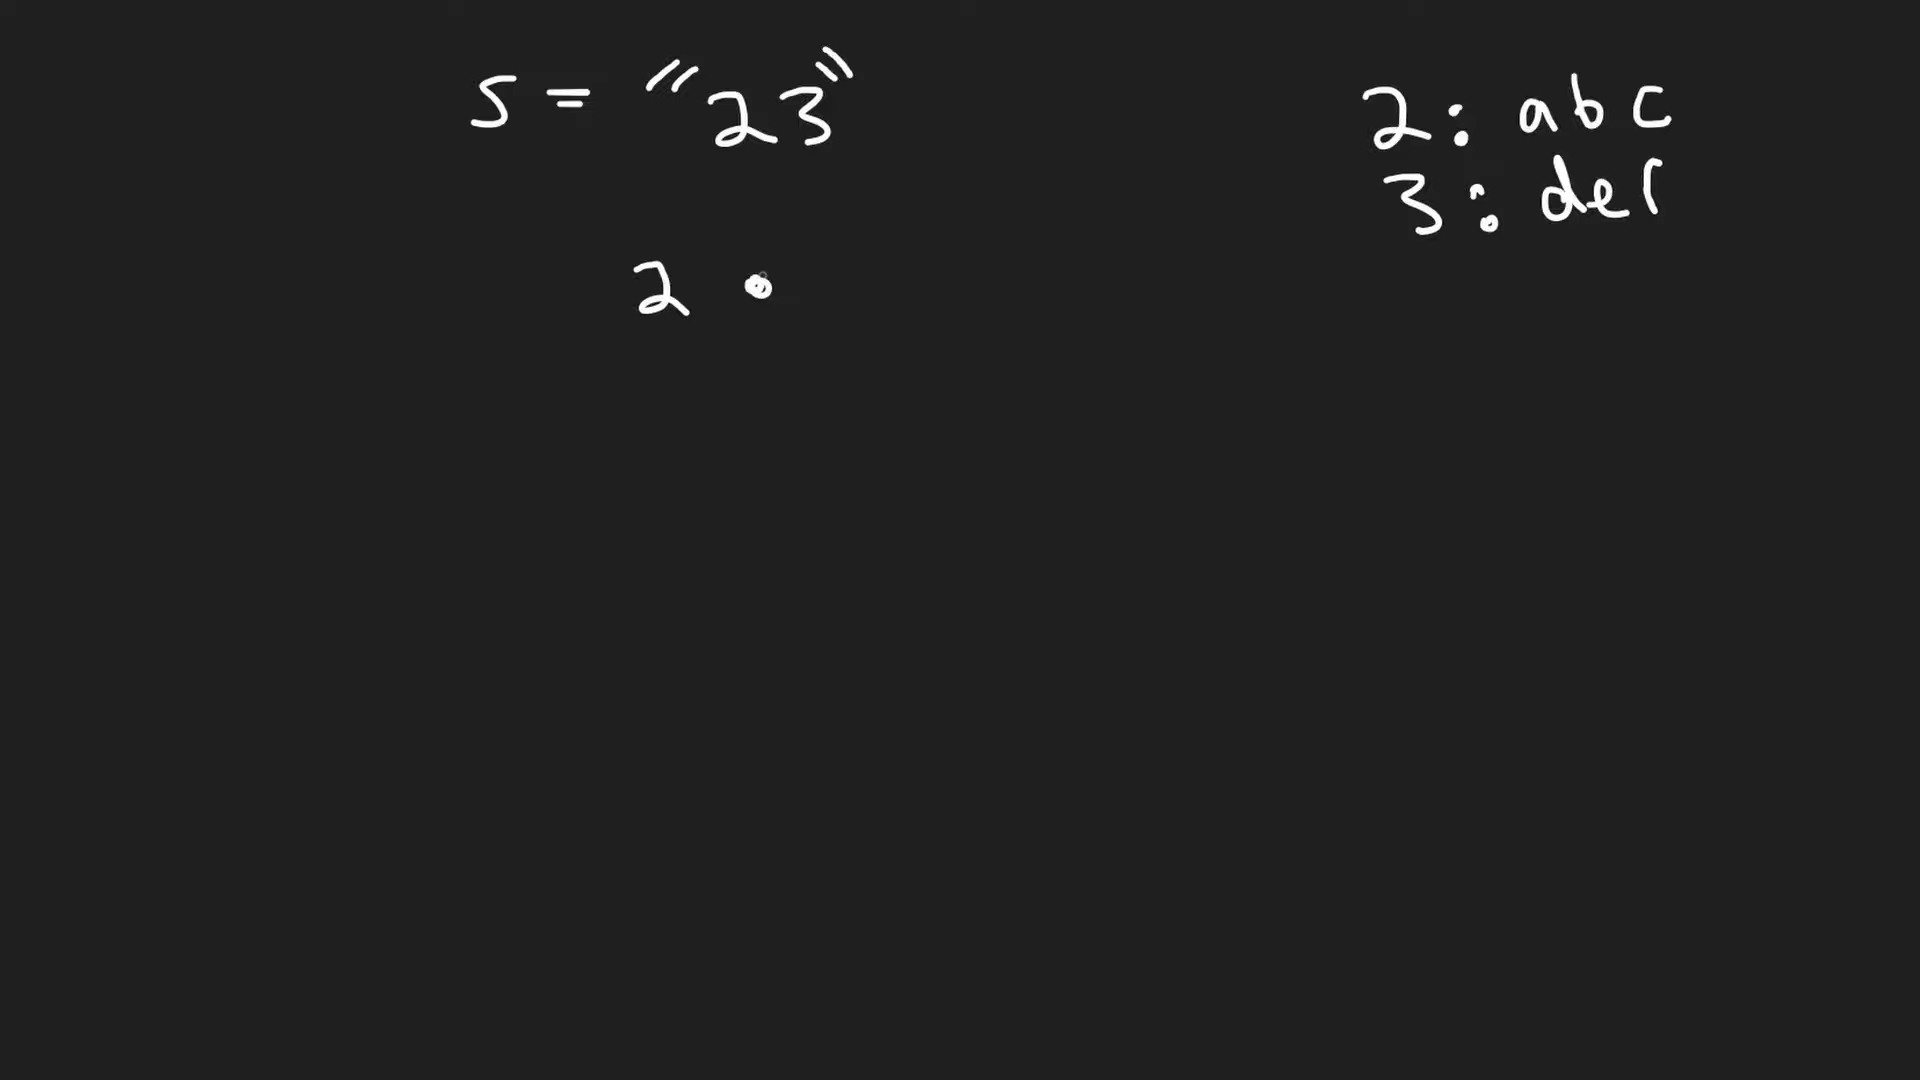 s = "23"
2: abc
3: def
2 •